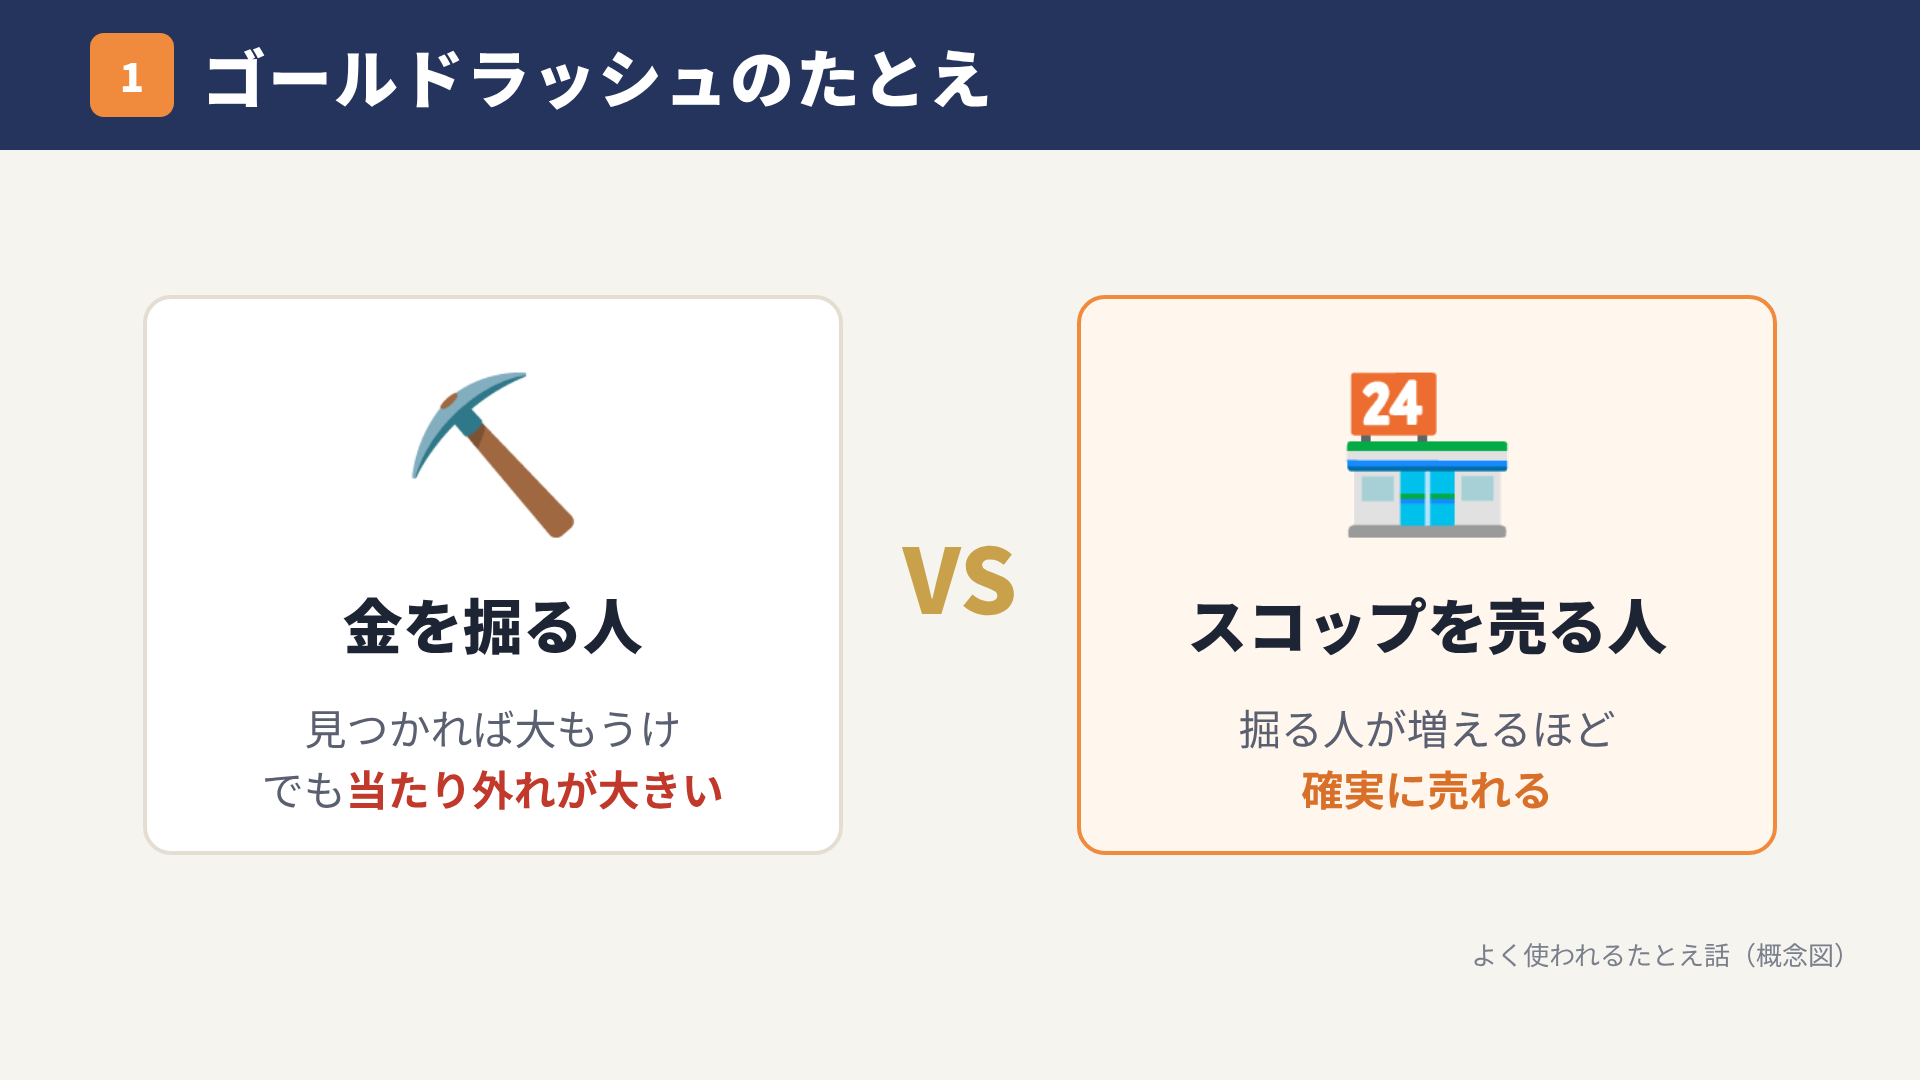 1 ゴールドラッシュのたとえ
金を掘る人
見つかれば大もうけ
でも当たり外れが大きい
VS
24
スコップを売る人
掘る人が増えるほど
確実に売れる
よく使われるたとえ話（概念図）